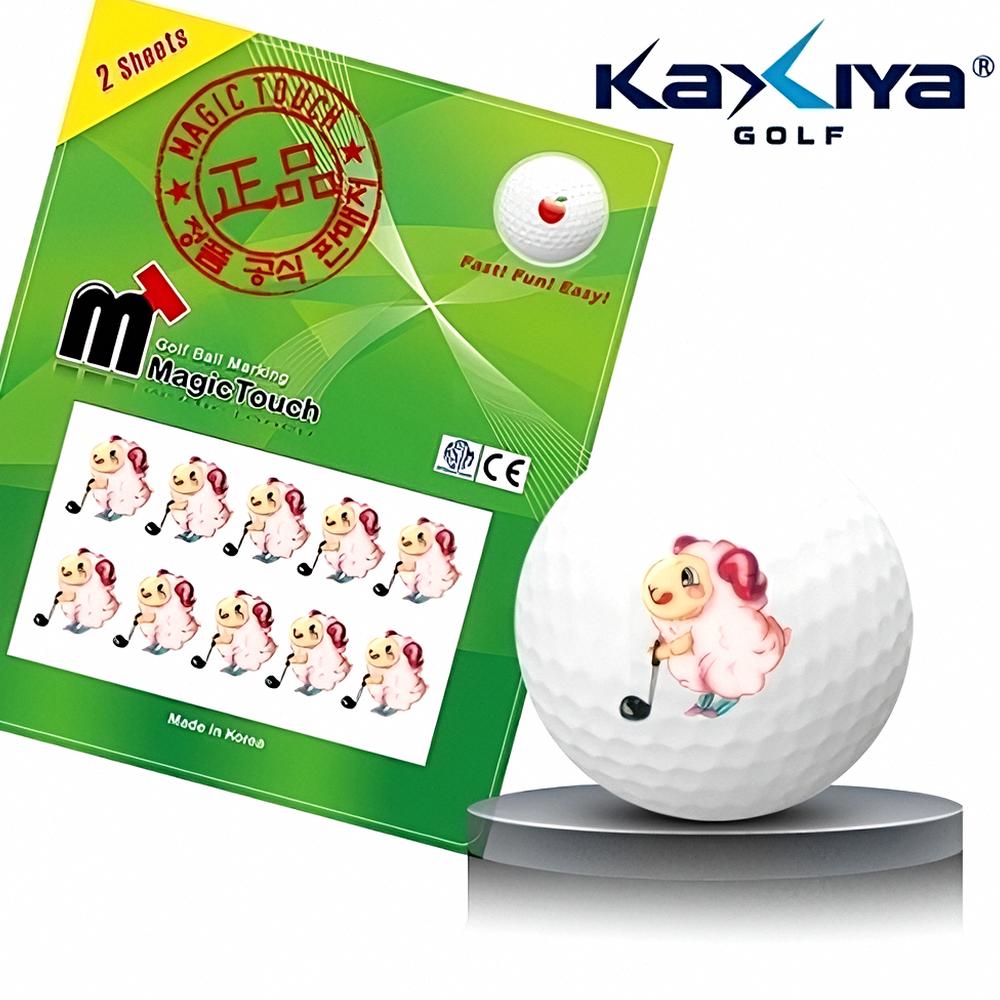 2 Sheets
MAGIC TOUCH
正品
정품 공식 판매처
KaXIYa®
GOLF
Fast! Fun! Easy!
m
Golf Ball Marking
MagicTouch
ASTM CE
Made In Korea